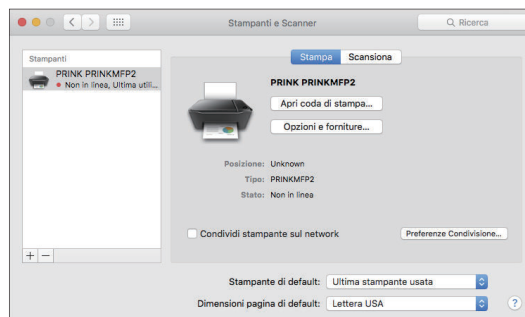 Stampanti e Scanner
Ricerca
Stampanti
PRINK PRINKMFP2
Non in linea, Ultima utili...
Stampa Scansiona
PRINK PRINKMFP2
Apri coda di stampa...
Opzioni e forniture...
Posizione: Unknown
Tipo: PRINKMFP2
Stato: Non in linea
Condividi stampante sul network
Preferenze Condivisione...
+ −
Stampante di default: Ultima stampante usata
Dimensioni pagina di default: Lettera USA
?